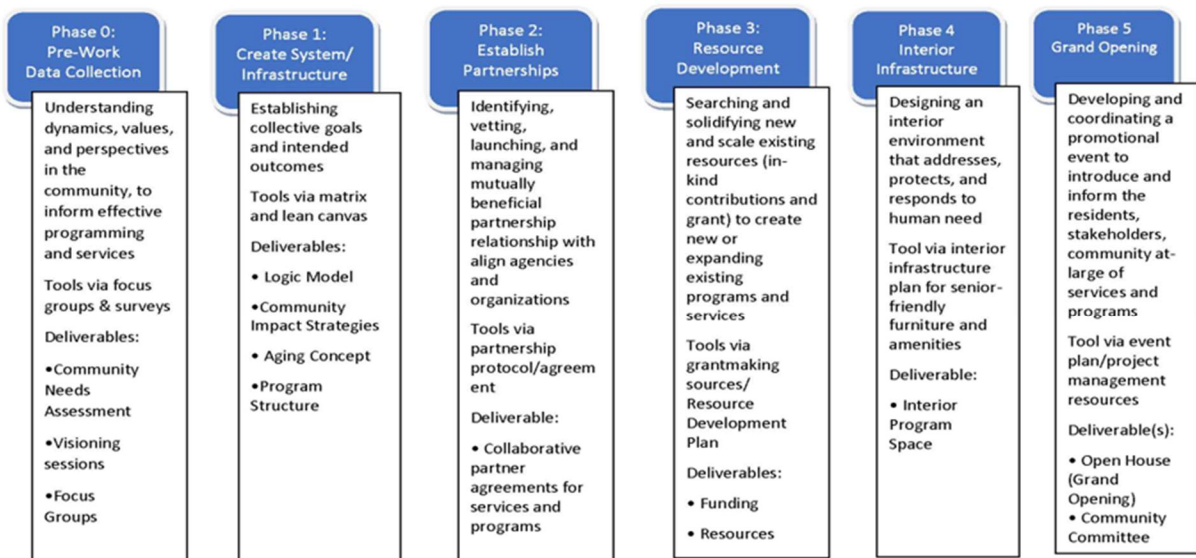 Phase 0:
Pre-Work
Data Collection
Understanding
dynamics, values,
and perspectives
in the
community, to
inform effective
programming
and services
Tools via focus
groups & surveys
Deliverables:
•Community
Needs
Assessment
•Visioning
sessions
•Focus
Groups
Phase 1:
Create System/
Infrastructure
Establishing
collective goals
and intended
outcomes
Tools via matrix
and lean canvas
Deliverables:
• Logic Model
•Community
Impact Strategies
• Aging Concept
•Program
Structure
Phase 2:
Establish
Partnerships
Identifying,
vetting,
launching, and
managing
mutually
beneficial
partnership
relationship with
align agencies
and
organizations
Tools via
partnership
protocol/agreem
ent
Deliverable:
• Collaborative
partner
agreements for
services and
programs
Phase 3:
Resource
Development
Searching and
solidifying new
and scale existing
resources (in-
kind
contributions and
grant) to create
new or
expanding
existing
programs and
services
Tools via
grantmaking
sources/
Resource
Development
Plan
Deliverables:
• Funding
• Resources
Phase 4
Interior
Infrastructure
Designing an
interior
environment
that addresses,
protects, and
responds to
human need
Tool via interior
infrastructure
plan for senior-
friendly
furniture and
amenities
Deliverable:
• Interior
Program
Space
Phase 5
Grand Opening
Developing and
coordinating a
promotional
event to
introduce and
inform the
residents,
stakeholders,
community at-
large of
services and
programs
Tool via event
plan/project
management
resources
Deliverable(s):
• Open House
(Grand
Opening)
• Community
Committee